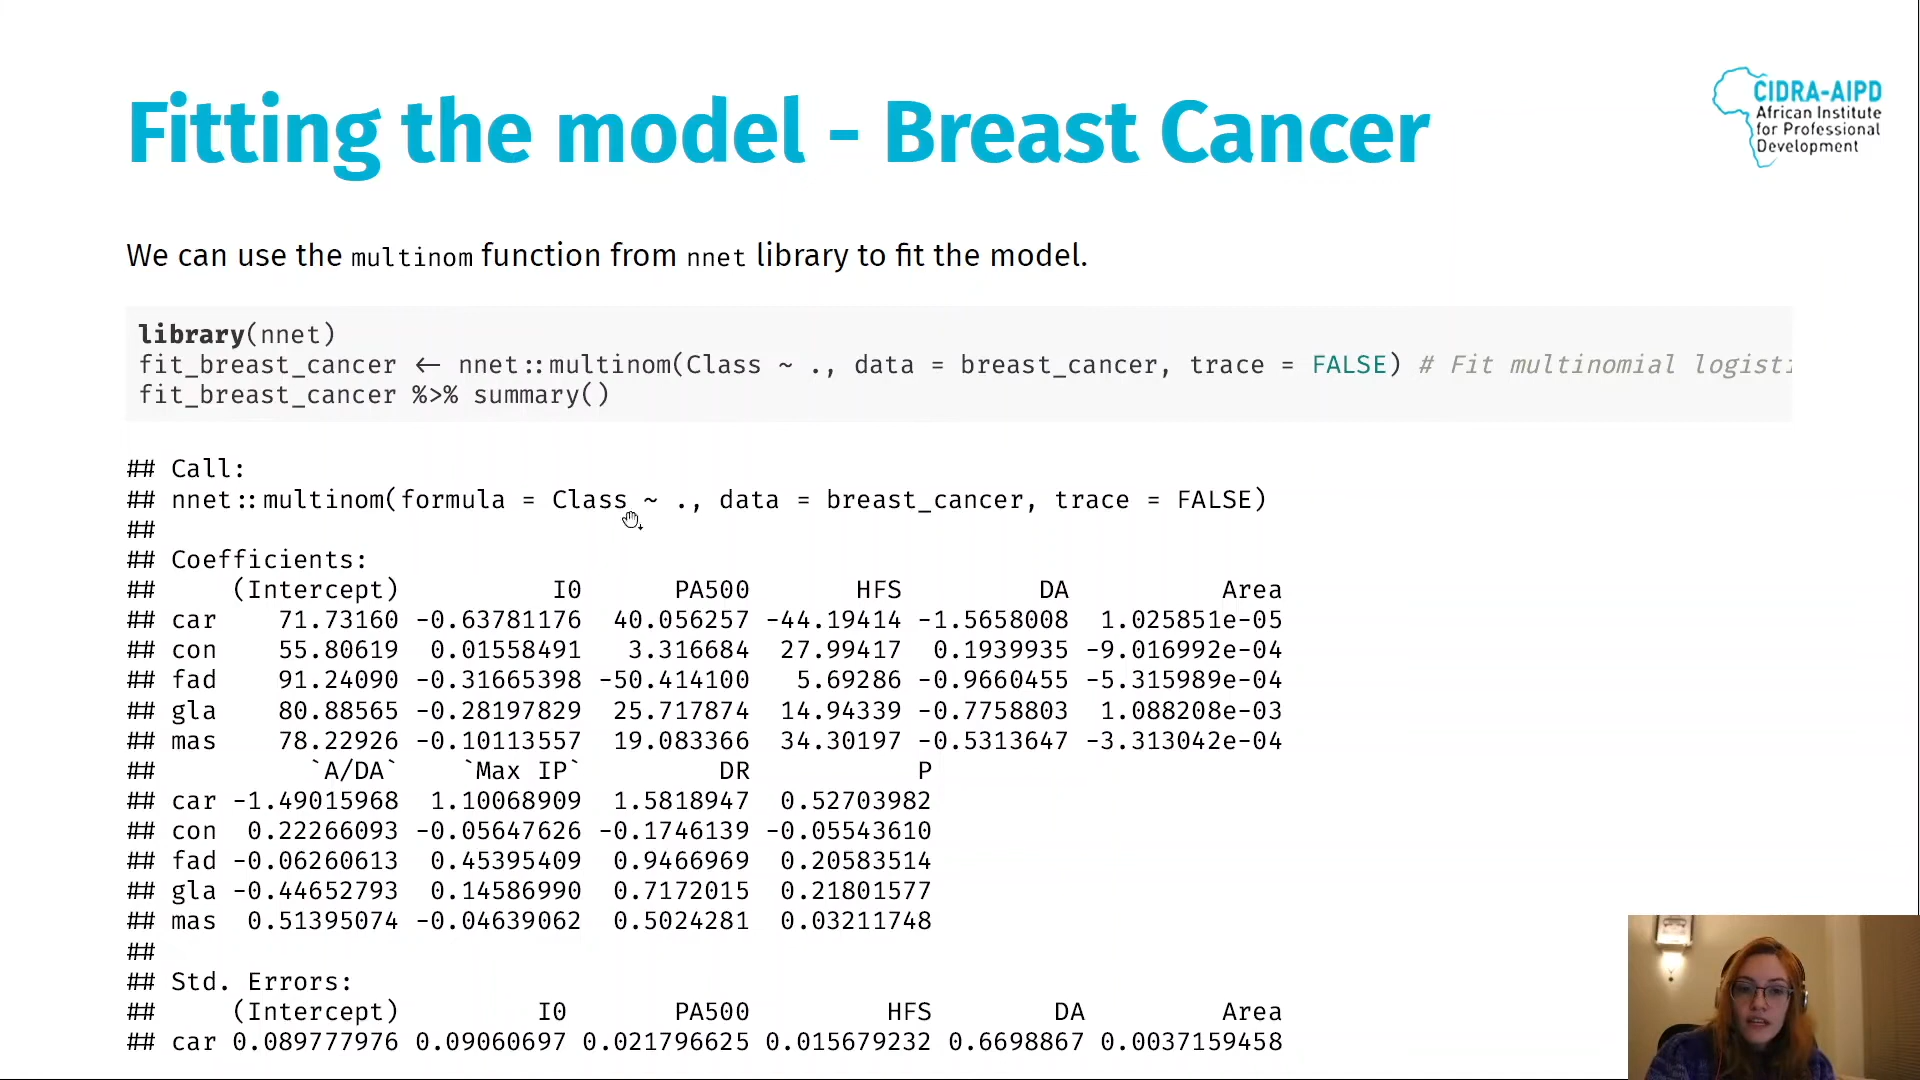 Fitting the model - Breast Cancer
CIDRA-AIPD
African Institute
for Professional
Development
We can use the multinom function from nnet library to fit the model.
library(nnet)
fit_breast_cancer <- nnet::multinom(Class ~ ., data = breast_cancer, trace = FALSE) # Fit multinomial logisti
fit_breast_cancer %>% summary()
## Call:
## nnet::multinom(formula = Class ~ ., data = breast_cancer, trace = FALSE)
##
## Coefficients:
##     (Intercept)          I0      PA500       HFS         DA          Area
## car    71.73160 -0.63781176  40.056257 -44.19414 -1.5658008  1.025851e-05
## con    55.80619  0.01558491   3.316684  27.99417  0.1939935 -9.016992e-04
## fad    91.24090 -0.31665398 -50.414100   5.69286 -0.9660455 -5.315989e-04
## gla    80.88565 -0.28197829  25.717874  14.94339 -0.7758803  1.088208e-03
## mas    78.22926 -0.10113557  19.083366  34.30197 -0.5313647 -3.313042e-04
##          `A/DA`    `Max IP`         DR           P
## car -1.49015968  1.10068909  1.5818947  0.52703982
## con  0.22266093 -0.05647626 -0.1746139 -0.05543610
## fad -0.06260613  0.45395409  0.9466969  0.20583514
## gla -0.44652793  0.14586990  0.7172015  0.21801577
## mas  0.51395074 -0.04639062  0.5024281  0.03211748
##
## Std. Errors:
##     (Intercept)         I0       PA500         HFS        DA         Area
## car 0.089777976 0.09060697 0.021796625 0.015679232 0.6698867 0.0037159458